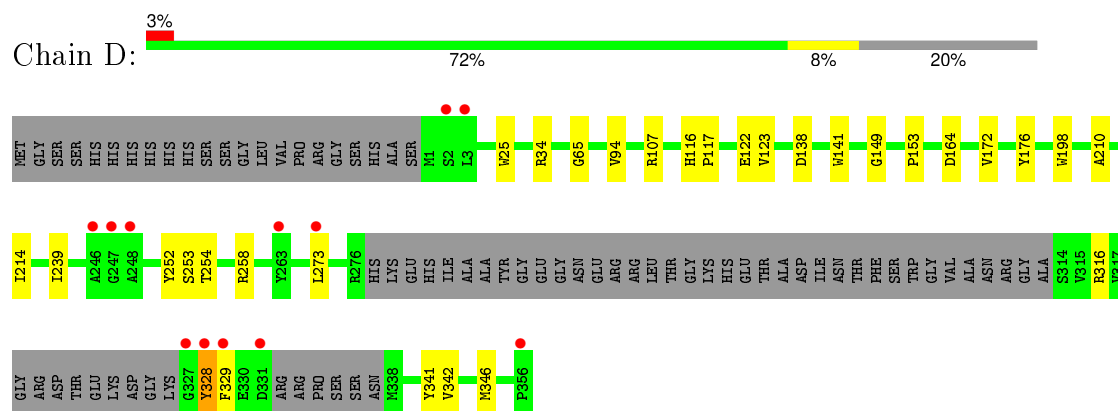 3%
Chain D:
72% 8% 20%
MET GLY SER SER HIS HIS HIS HIS HIS HIS SER SER GLY LEU VAL PRO ARG GLY SER HIS ALA SER M1 S2 L3 W25 R34 G65 V94 R107 H116 P117 E122 V123 D138 W141 G149 P153 D164 V172 Y176 W198 A210
I214 I239 A246 G247 A248 Y252 S253 T254 R258 Y263 L273 R276 HIS LYS GLU HIS ILE ALA ALA TYR GLY GLU GLY ASN GLU ARG ARG LEU THR GLY LYS HIS GLU THR ALA ASP ILE ASN THR PHE SER TRP GLY VAL ALA ASN ARG GLY ALA S314 V315 R316 V317
GLY ARG ASP THR GLU LYS ASP GLY LYS G327 Y328 F329 E330 D331 ARG ARG PRO SER SER ASN M338 Y341 V342 M346 P356